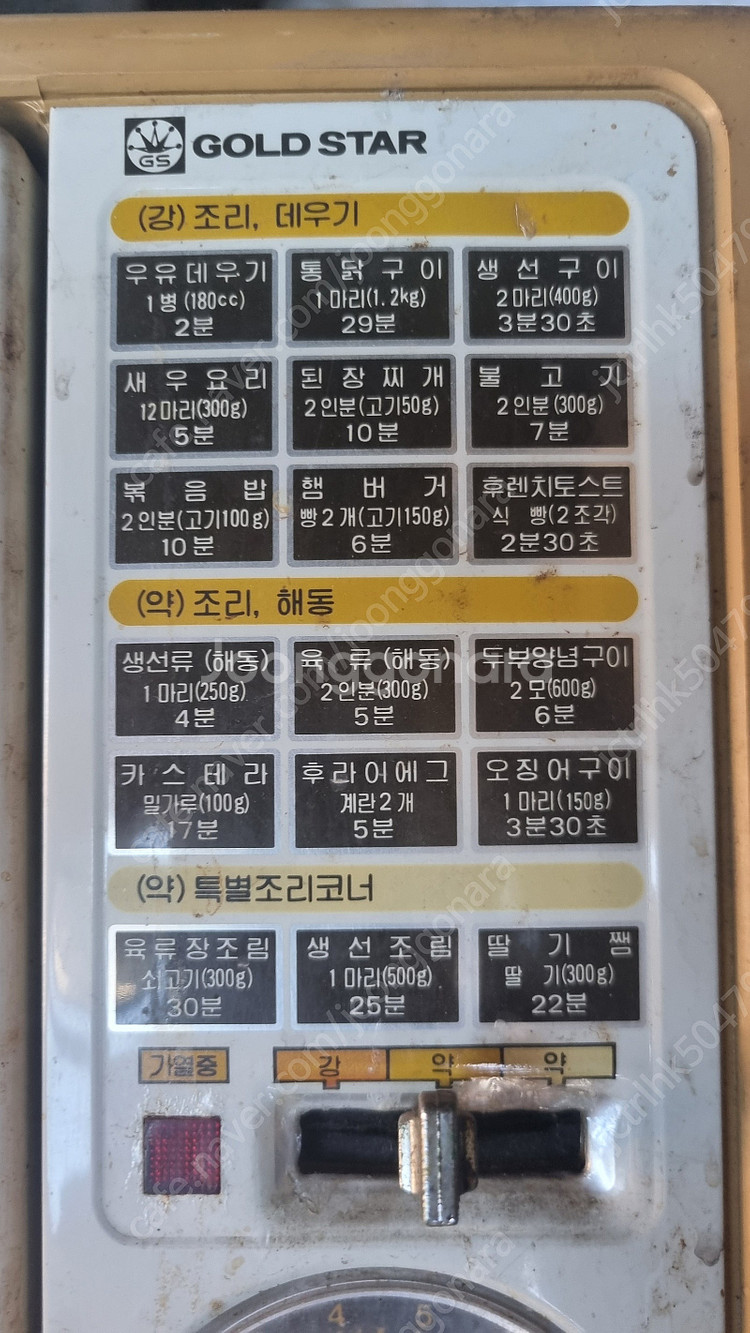 GS GOLD STAR
(강) 조리, 데우기
우유데우기
1병(180cc)
2분
통닭구이
1마리(1.2kg)
29분
생선구이
2마리(400g)
3분30초
새우요리
12마리(300g)
5분
된장찌개
2인분(고기50g)
10분
불고기
2인분(300g)
7분
볶음밥
2인분(고기100g)
10분
햄버거
빵2개(고기150g)
6분
후렌치토스트
식 빵(2조각)
2분30초
(약) 조리, 해동
생선류 (해동)
1마리(250g)
4분
육류 (해동)
2인분(300g)
5분
두부양념구이
2모(600g)
6분
카스테라
밀가루(100g)
17분
후라이에그
계란2개
5분
오징어구이
1마리(150g)
3분30초
(약) 특별조리코너
육류장조림
쇠고기(300g)
30분
생선조림
1마리(500g)
25분
딸기쨈
딸 기(300g)
22분
가열중
강 약 약
4 5
Joonggonara
cafe.naver.com/joonggonara